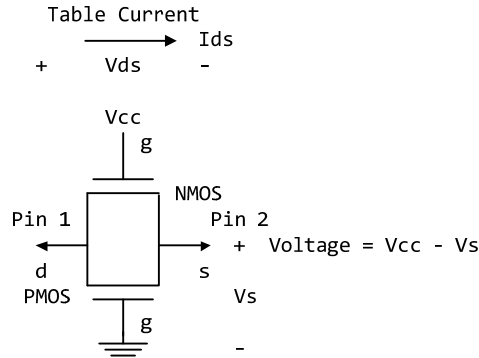 Table Current
Ids
+ Vds -
Vcc
g
NMOS
Pin 1 Pin 2
+ Voltage = Vcc - Vs
d s
PMOS Vs
g
-